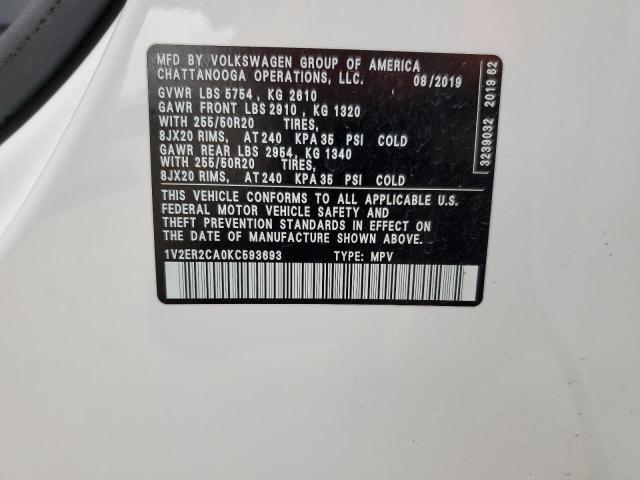 MFD BY VOLKSWAGEN GROUP OF AMERICA
CHATTANOOGA OPERATIONS, LLC. 08/2019
GVWR LBS 5754, KG 2610
GAWR FRONT LBS 2910, KG 1320
WITH 255/50R20 TIRES,
8JX20 RIMS, AT 240 KPA 35 PSI COLD
GAWR REAR LBS 2954, KG 1340
WITH 255/50R20 TIRES,
8JX20 RIMS, AT 240 KPA 35 PSI COLD
THIS VEHICLE CONFORMS TO ALL APPLICABLE U.S.
FEDERAL MOTOR VEHICLE SAFETY AND
THEFT PREVENTION STANDARDS IN EFFECT ON
DATE OF MANUFACTURE SHOWN ABOVE.
1V2ER2CA0KC593693 TYPE: MPV
3239032 2019 62